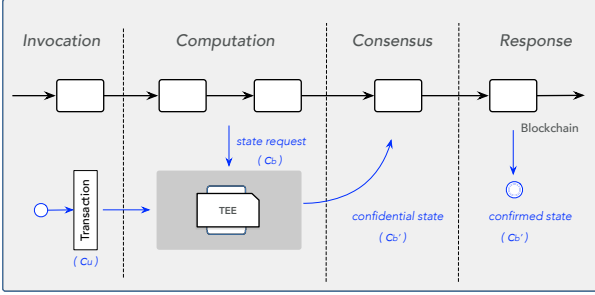 Invocation
Computation
Consensus
Response
Blockchain
state request
( Cb )
Transaction
TEE
confidential state
confirmed state
( Cu )
( Cb' )
( Cb' )